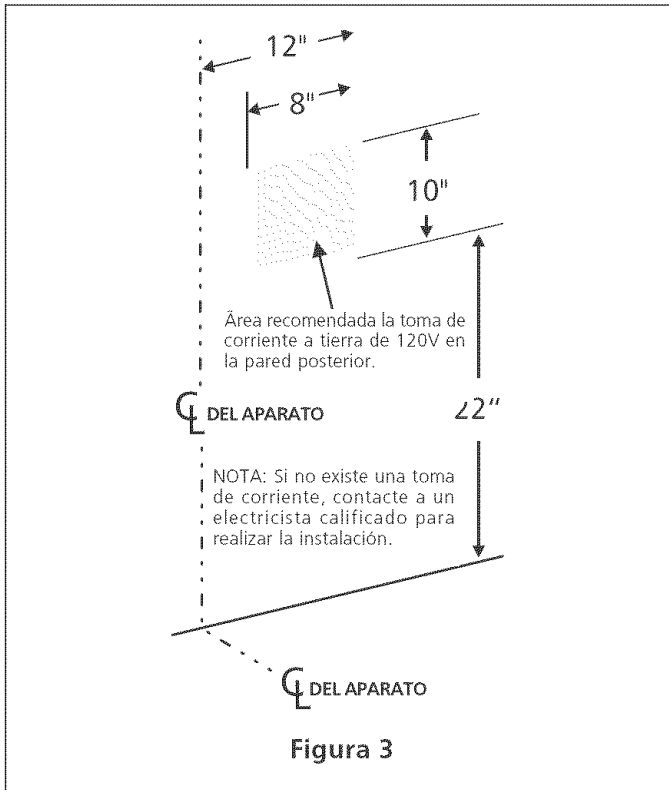 12"
8"
10"
Área recomendada la toma de
corriente a tierra de 120V en
la pared posterior.
℄ DEL APARATO
22“
NOTA: Si no existe una toma
de corriente, contacte a un
electricista calificado para
realizar la instalación.
℄ DEL APARATO
Figura 3